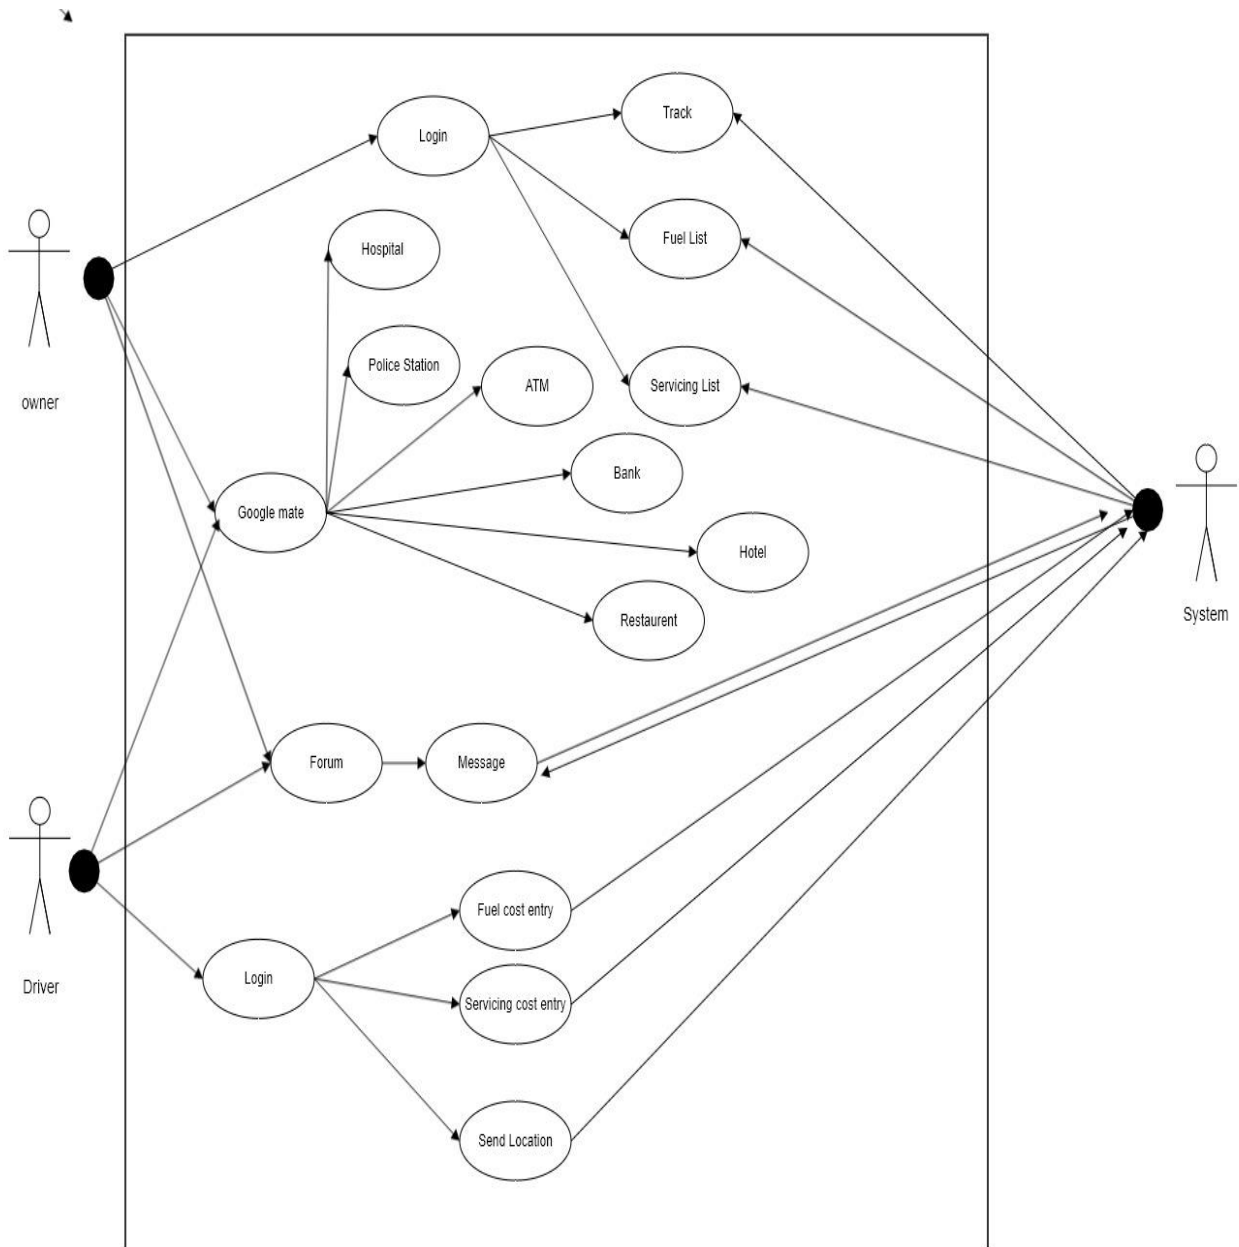 Login
Track
Hospital
Fuel List
owner
Police Station
ATM
Servicing List
Bank
Google mate
Hotel
Restaurent
System
Forum
Message
Driver
Fuel cost entry
Login
Servicing cost entry
Send Location